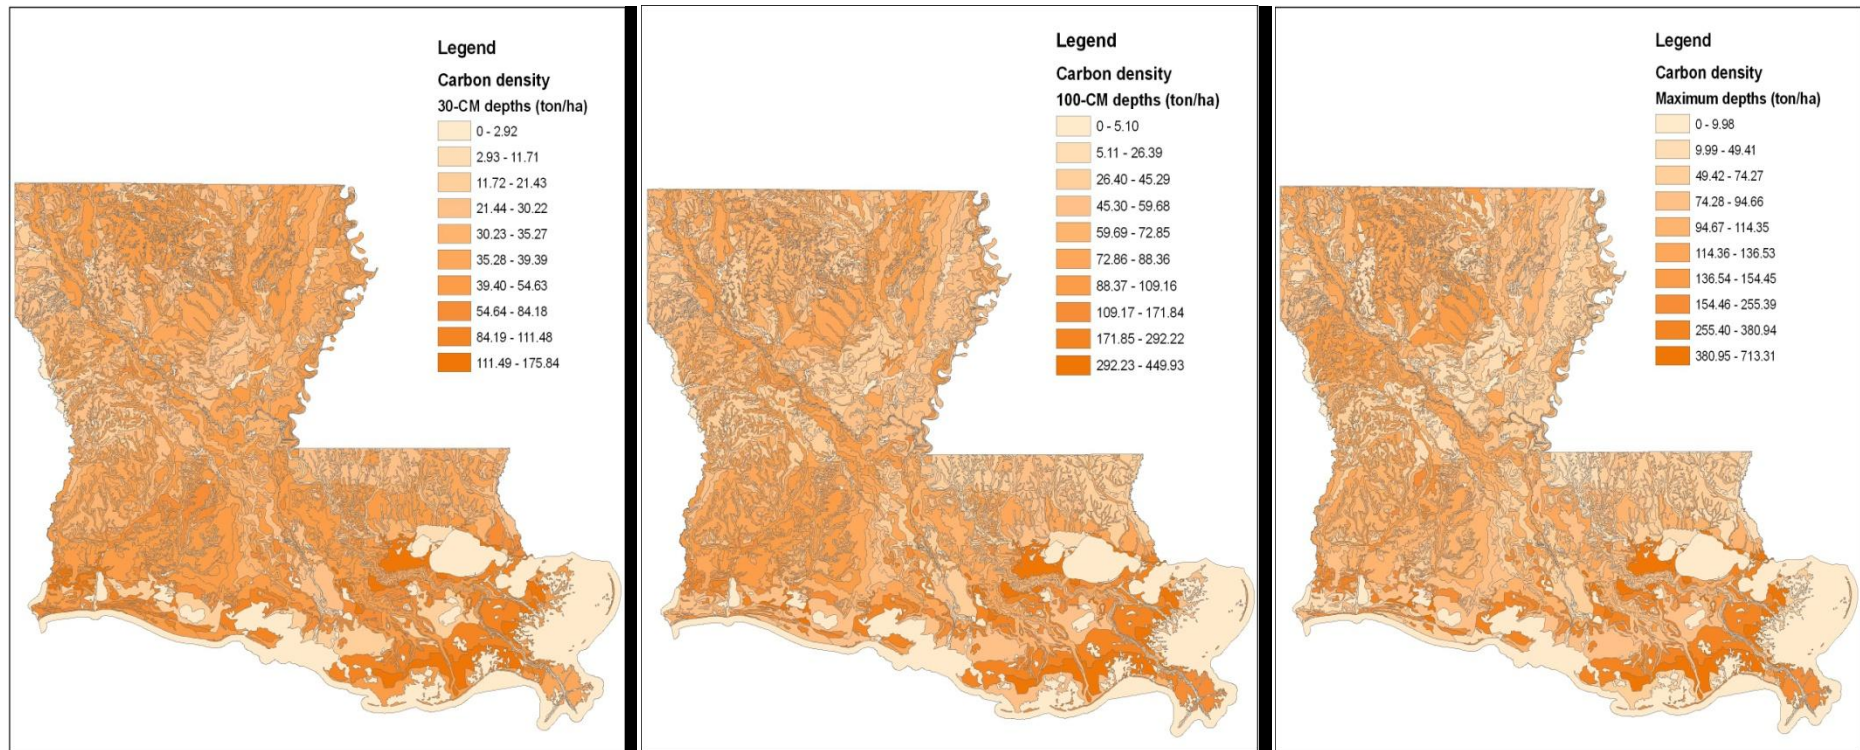 Legend
Carbon density
30-CM depths (ton/ha)
0 - 2.92
2.93 - 11.71
11.72 - 21.43
21.44 - 30.22
30.23 - 35.27
35.28 - 39.39
39.40 - 54.63
54.64 - 84.18
84.19 - 111.48
111.49 - 175.84
Legend
Carbon density
100-CM depths (ton/ha)
0 - 5.10
5.11 - 26.39
26.40 - 45.29
45.30 - 59.68
59.69 - 72.85
72.86 - 88.36
88.37 - 109.16
109.17 - 171.84
171.85 - 292.22
292.23 - 449.93
Legend
Carbon density
Maximum depths (ton/ha)
0 - 9.98
9.99 - 49.41
49.42 - 74.27
74.28 - 94.66
94.67 - 114.35
114.36 - 136.53
136.54 - 154.45
154.46 - 255.39
255.40 - 380.94
380.95 - 713.31